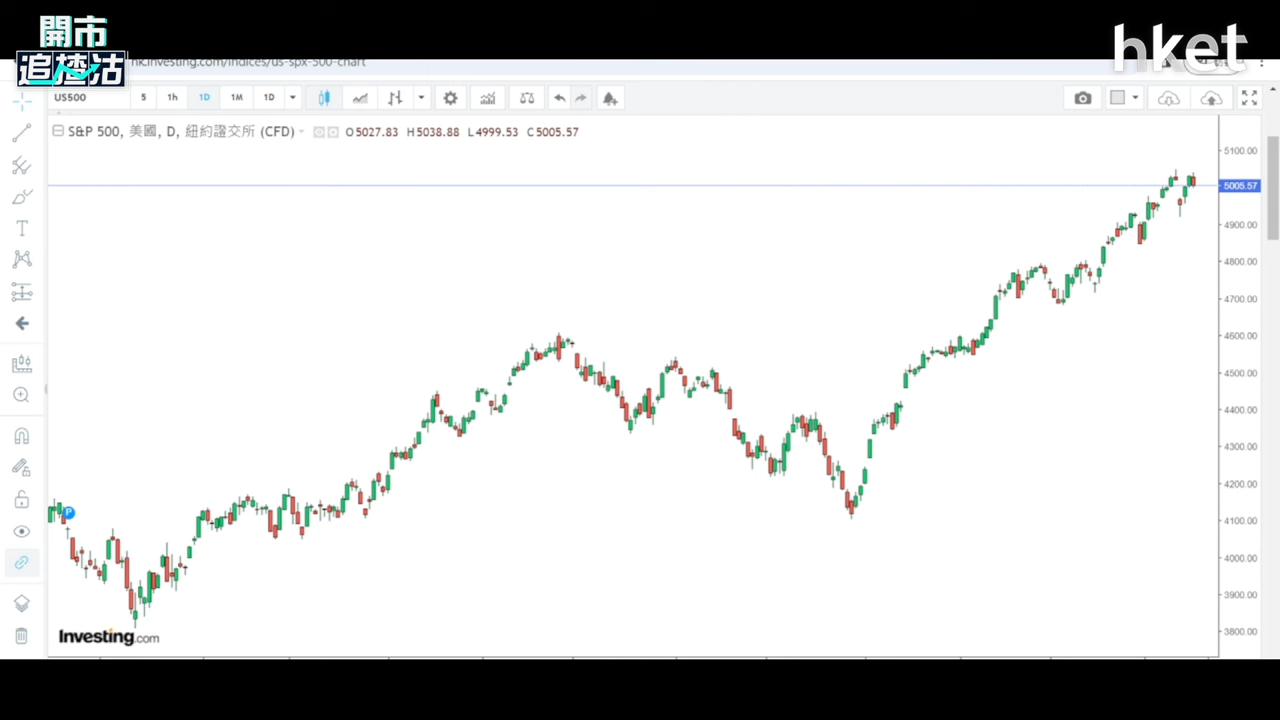 開市
追揸沽
hket
hk.investing.com/indices/us-spx-500-chart
US500 5 1h 1D 1M 1D
S&P 500, 美國, D, 紐約證交所 (CFD) O5027.83 H5038.88 L4999.53 C5005.57
5100.00
5005.57
4900.00
4800.00
4700.00
4600.00
4500.00
4400.00
4300.00
4200.00
4100.00
4000.00
3900.00
3800.00
P
Investing.com